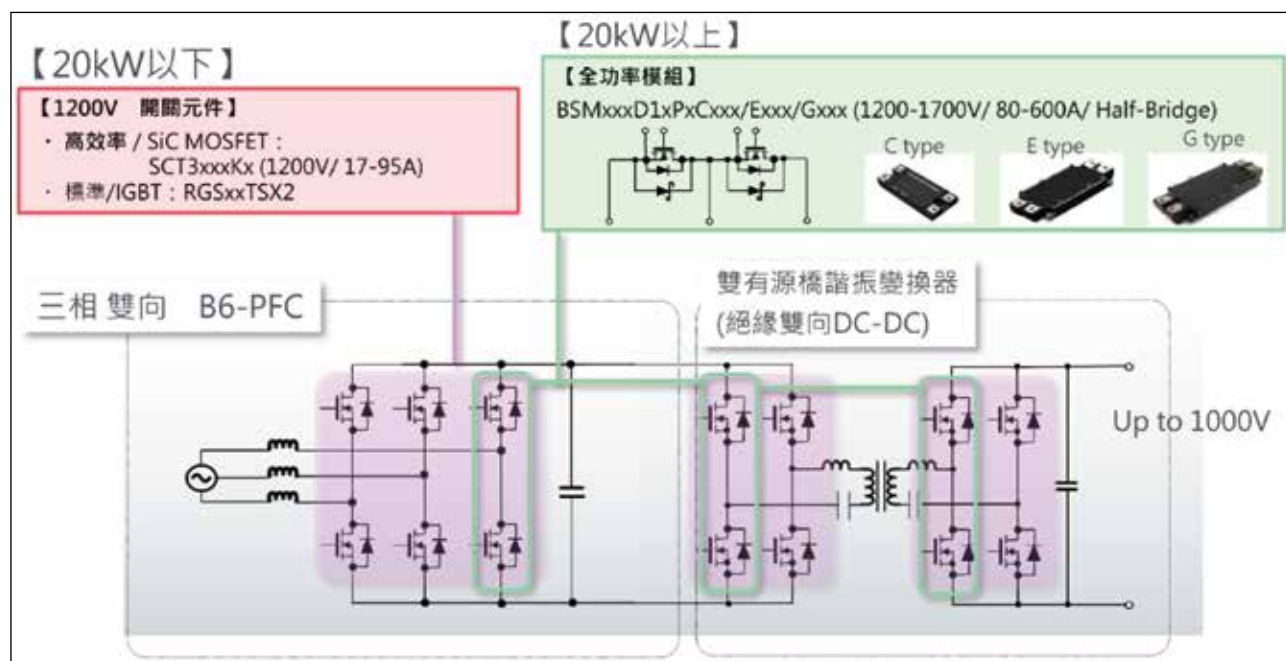 【20kW以下】
【1200V 開關元件】
· 高效率 / SiC MOSFET：
SCT3xxxKx (1200V/ 17-95A)
· 標準/IGBT：RGSxxTSX2
【20kW以上】
【全功率模組】
BSMxxxD1xPxCxxx/Exxx/Gxxx (1200-1700V/ 80-600A/ Half-Bridge)
C type
E type
G type
三相 雙向 B6-PFC
雙有源橋諧振變換器
(絕緣雙向DC-DC)
Up to 1000V